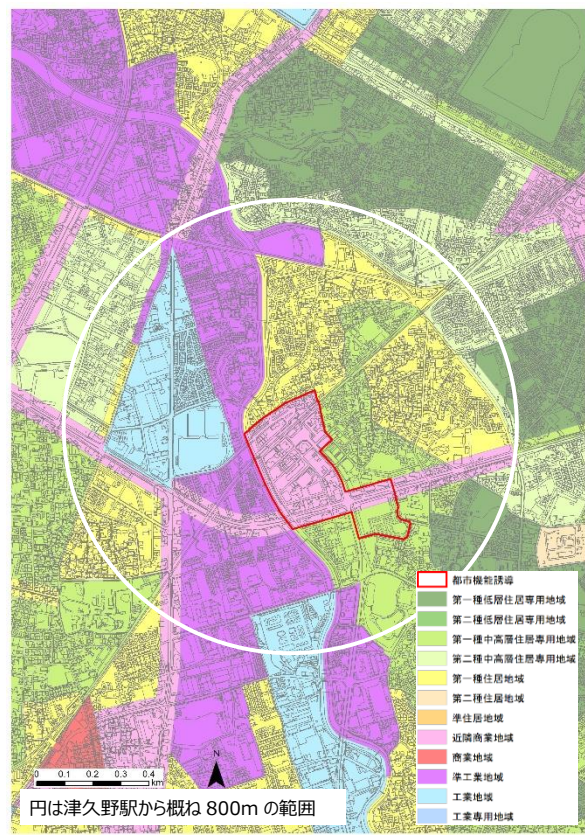 都市機能誘導
第一種低層住居専用地域
第二種低層住居専用地域
第一種中高層住居専用地域
第二種中高層住居専用地域
第一種住居地域
第二種住居地域
準住居地域
近隣商業地域
商業地域
準工業地域
工業地域
工業専用地域
N
0 0.1 0.2 0.3 0.4
km
円は津久野駅から概ね 800m の範囲